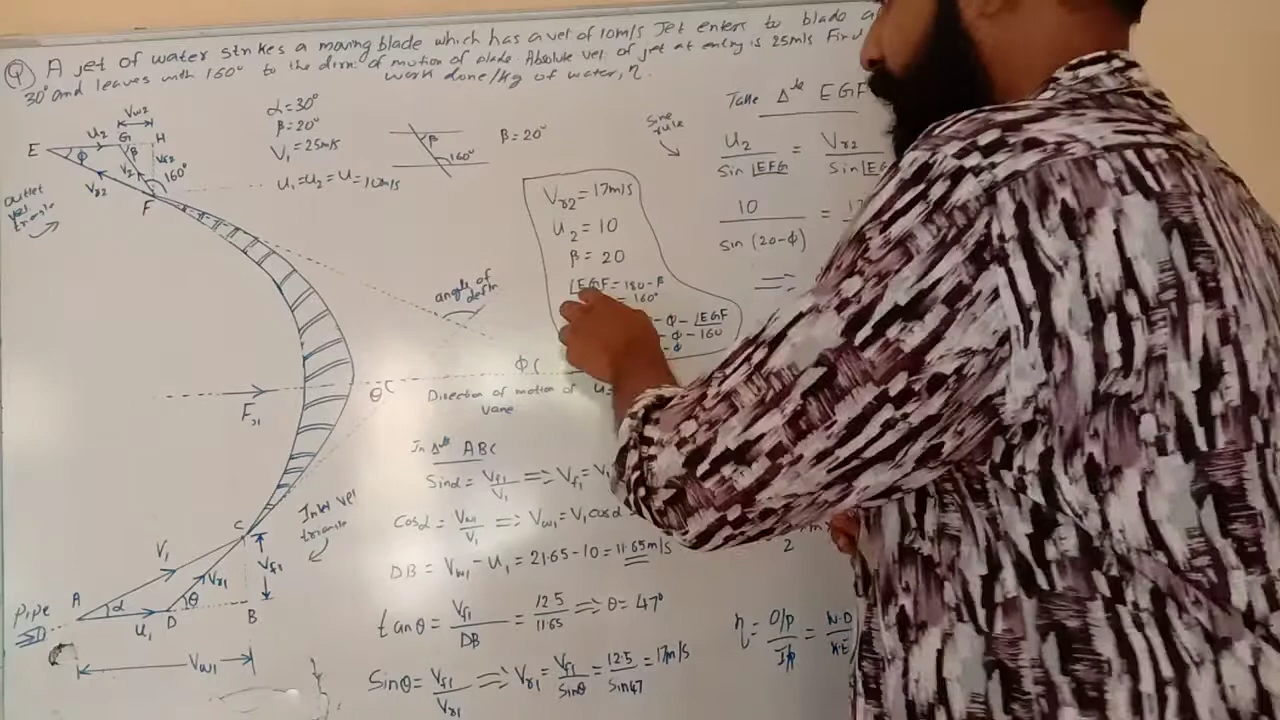 Q) A jet of water strikes a moving blade which has a vel of 10m/s Jet enters to blade a
30° and leaves with 160° to the dirn. of motion of blade. Absolute vel. of jet at entry is 25m/s Find
work done/kg of water, η.
Vw2
E u2 G H
φ β Vf2
Vr2 V2 160°
F
outlet
vel.
triangle
α = 30°
β = 20°
V1 = 25m/s
u1 = u2 = u = 10m/s
β 160°
β = 20°
sine
rule
Take Δle EGF
u2 / Sin∠EFG = Vr2 / Sin∠EG
10 / sin (20-φ) = 17
⇒
Vr2 = 17m/s
u2 = 10
β = 20
∠EGF = 180-β
= 160°
- φ - ∠EGF
- φ - 160
- φ
angle of
θ φ
Direction of motion of u =
vane
Fx1
Inlet vel
triangle
C
V1 Vr1 Vf1
Pipe A α u1 D θ B
Vw1
In Δle ABC
Sinα = Vf1/V1 ⇒ Vf1 = V
Cosα = Vw1/V1 ⇒ Vw1 = V1 cosα
DB = Vw1 - u1 = 21.65 - 10 = 11.65m/s
tanθ = Vf1/DB = 12.5/11.65 ⇒ θ = 47°
Sinθ = Vf1/Vr1 ⇒ Vr1 = Vf1/Sinθ = 12.5/Sin47 = 17m/s
2
η = O/P / I/P = W.D / K.E